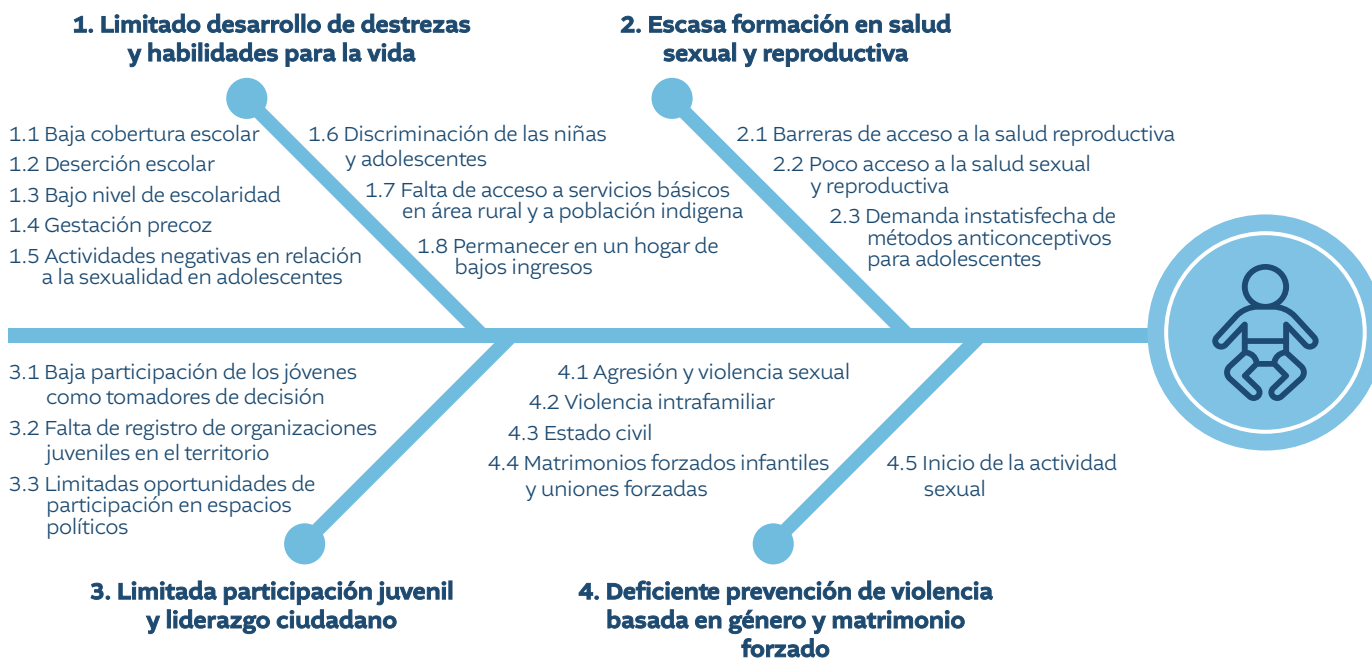 1. Limitado desarrollo de destrezas
y habilidades para la vida
1.1 Baja cobertura escolar
1.2 Deserción escolar
1.3 Bajo nivel de escolaridad
1.4 Gestación precoz
1.5 Actividades negativas en relación
a la sexualidad en adolescentes
1.6 Discriminación de las niñas
y adolescentes
1.7 Falta de acceso a servicios básicos
en área rural y a población indigena
1.8 Permanecer en un hogar de
bajos ingresos
2. Escasa formación en salud
sexual y reproductiva
2.1 Barreras de acceso a la salud reproductiva
2.2 Poco acceso a la salud sexual
y reproductiva
2.3 Demanda instatisfecha de
métodos anticonceptivos
para adolescentes
3.1 Baja participación de los jóvenes
como tomadores de decisión
3.2 Falta de registro de organizaciones
juveniles en el territorio
3.3 Limitadas oportunidades de
participación en espacios
políticos
3. Limitada participación juvenil
y liderazgo ciudadano
4.1 Agresión y violencia sexual
4.2 Violencia intrafamiliar
4.3 Estado civil
4.4 Matrimonios forzados infantiles
y uniones forzadas
4.5 Inicio de la actividad
sexual
4. Deficiente prevención de violencia
basada en género y matrimonio
forzado